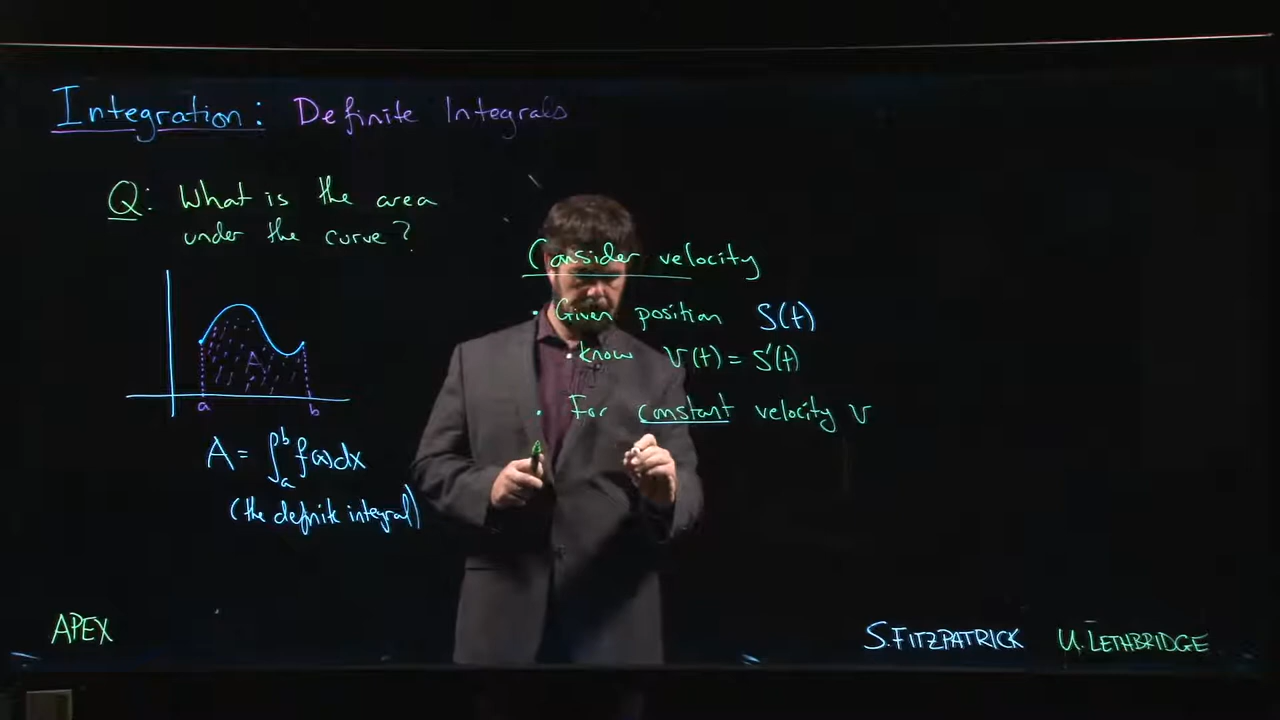 Integration: Definite Integrals
Q: What is the area
under the curve?
A
a b
A = ∫_a^b f(x)dx
(the definite integral)
Consider velocity
• Given position S(t)
• know v(t) = S'(t)
• For constant velocity v
APEX
S. FITZPATRICK U. LETHBRIDGE